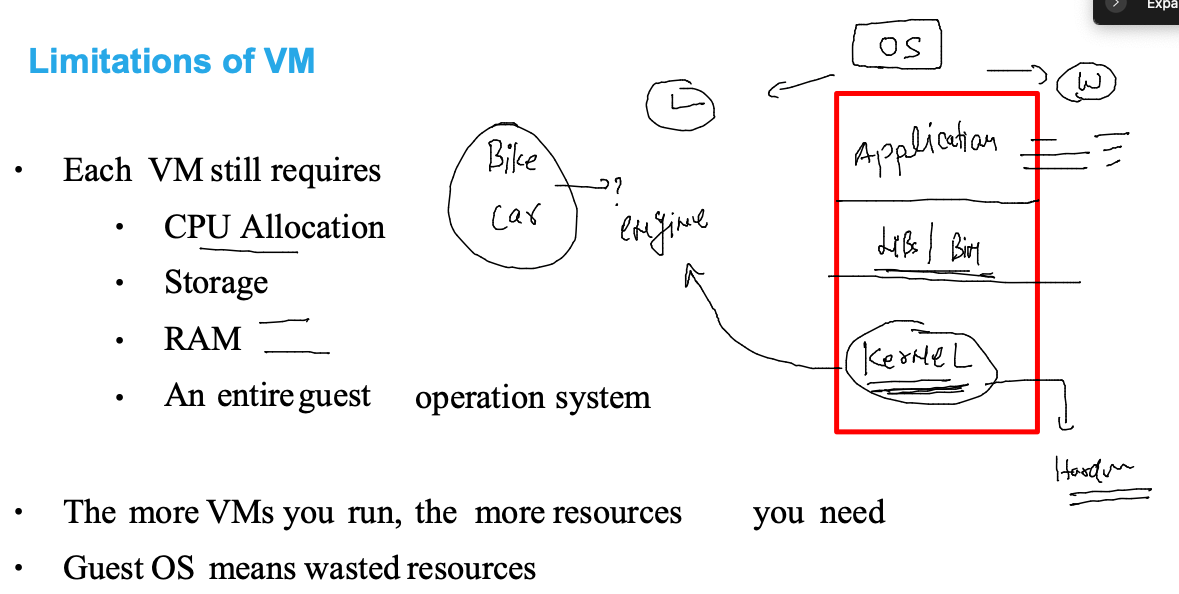 Expa
OS
Limitations of VM
L
W
Application
Bike
Car
?
engine
• Each VM still requires
• CPU Allocation
• Storage
• RAM
• An entire guest operation system
LiBs /
KerNeL
• The more VMs you run, the more resources you need
• Guest OS means wasted resources